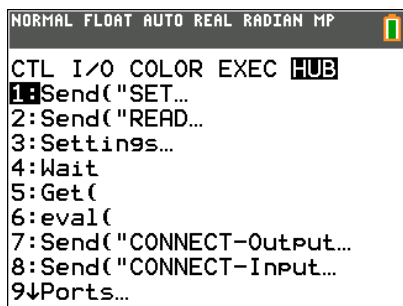 NORMAL FLOAT AUTO REAL RADIAN MP
CTL I/O COLOR EXEC HUB
1:Send("SET…
2:Send("READ…
3:Settings…
4:Wait
5:Get(
6:eval(
7:Send("CONNECT-Output…
8:Send("CONNECT-Input…
9↓Ports…